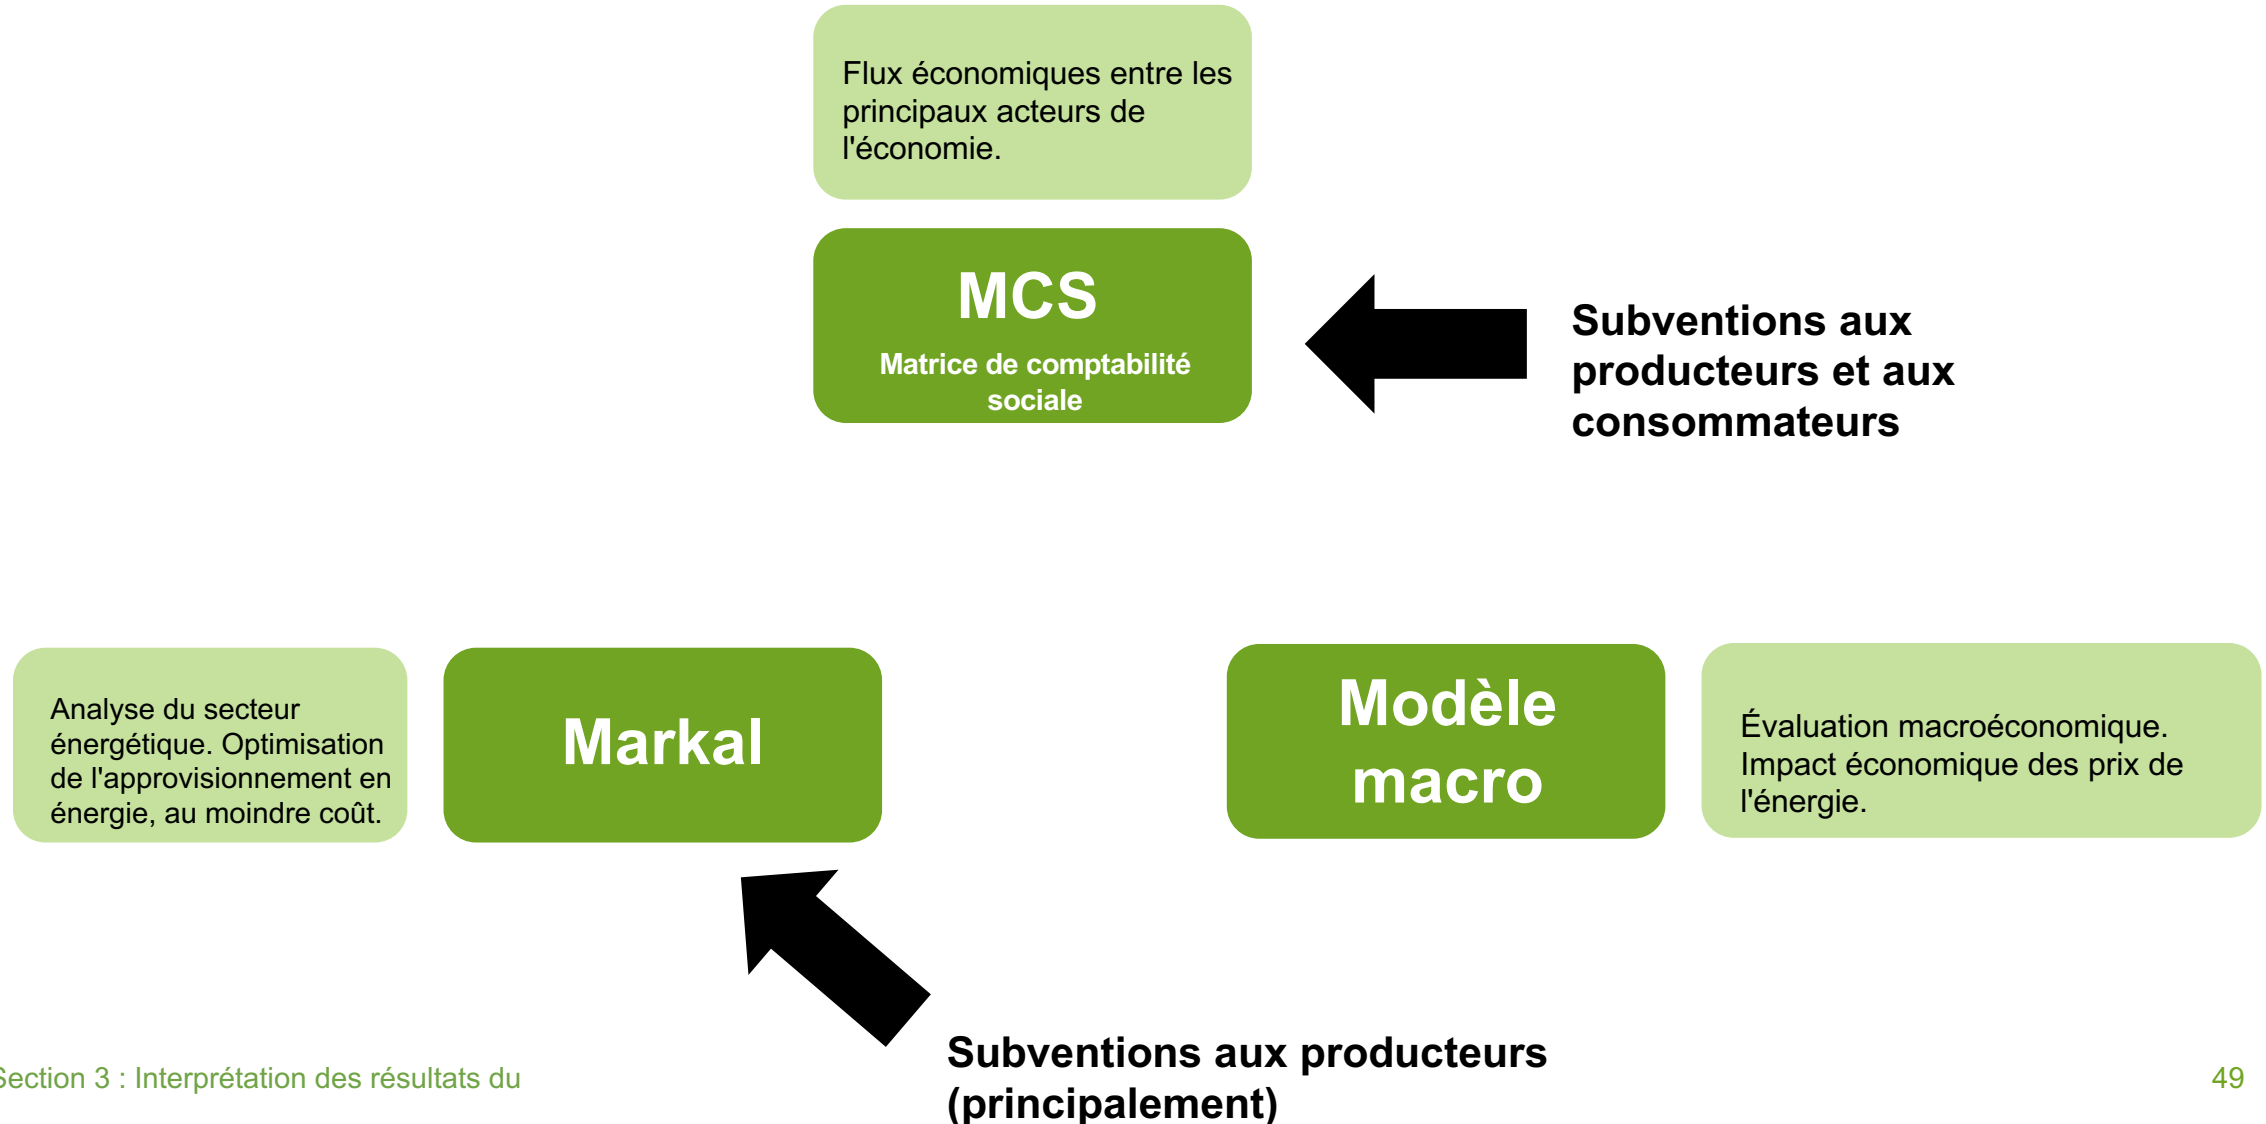 Flux économiques entre les
principaux acteurs de
l'économie.
MCS
Matrice de comptabilité
sociale
Subventions aux
producteurs et aux
consommateurs
Analyse du secteur
énergétique. Optimisation
de l'approvisionnement en
énergie, au moindre coût.
Markal
Modèle
macro
Évaluation macroéconomique.
Impact économique des prix de
l'énergie.
Subventions aux producteurs
(principalement)
Section 3 : Interprétation des résultats du
49